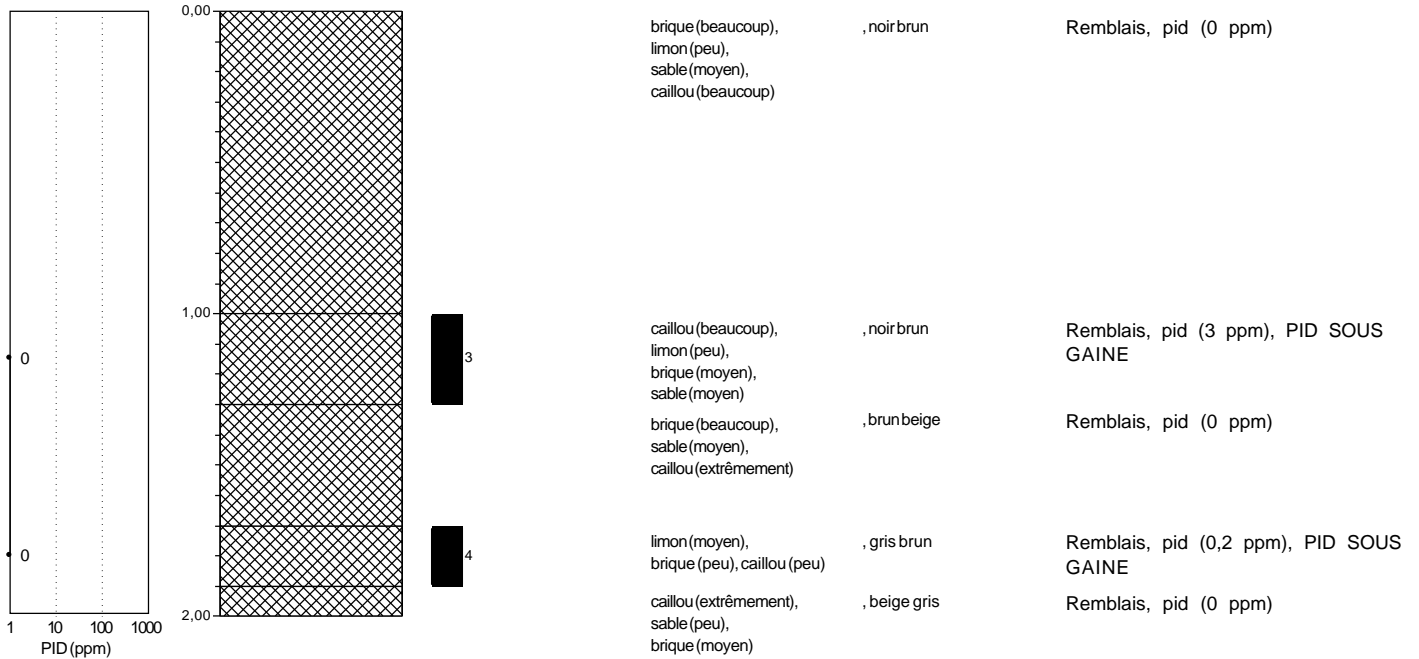 0,00
brique (beaucoup), , noir brun Remblais, pid (0 ppm)
limon (peu),
sable (moyen),
caillou (beaucoup)
1,00
0
3
caillou (beaucoup), , noir brun Remblais, pid (3 ppm), PID SOUS
limon (peu), GAINE
brique (moyen),
sable (moyen)
brique (beaucoup), , brun beige Remblais, pid (0 ppm)
sable (moyen),
caillou (extrêmement)
0
4
limon (moyen), , gris brun Remblais, pid (0,2 ppm), PID SOUS
brique (peu), caillou (peu) GAINE
caillou (extrêmement), , beige gris Remblais, pid (0 ppm)
sable (peu),
brique (moyen)
2,00
1 10 100 1000
PID (ppm)